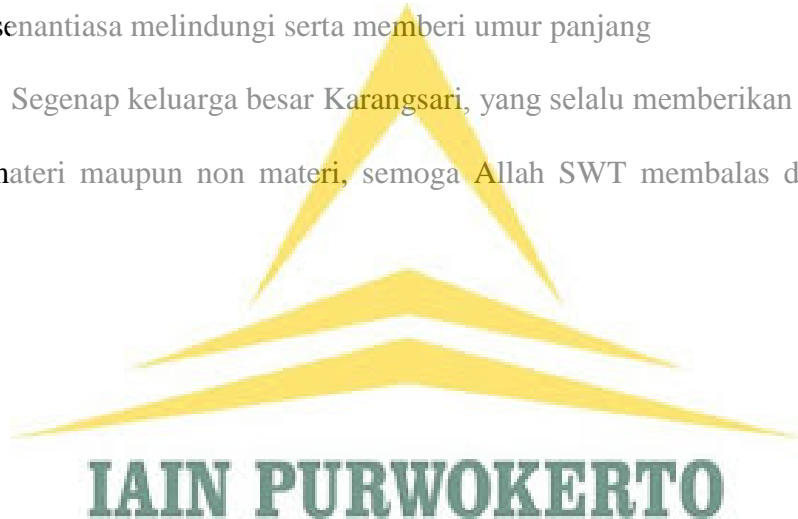 senantiasa melindungi serta memberi umur panjang
Segenap keluarga besar Karangsari, yang selalu memberikan
materi maupun non materi, semoga Allah SWT membalas d
IAIN PURWOKERTO